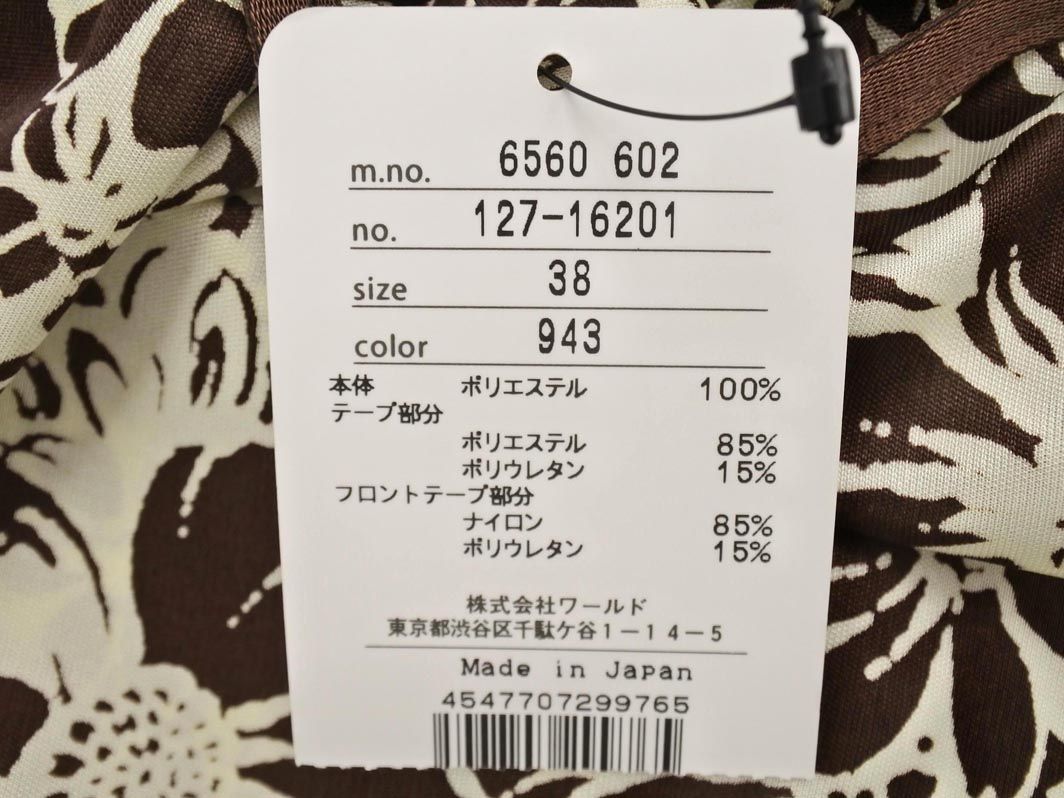 m.no. 6560 602
no. 127-16201
size 38
color 943
本体 ポリエステル 100%
テープ部分
ポリエステル 85%
ポリウレタン 15%
フロントテープ部分
ナイロン 85%
ポリウレタン 15%
株式会社ワールド
東京都渋谷区千駄ケ谷1-14-5
Made in Japan
4547707299765